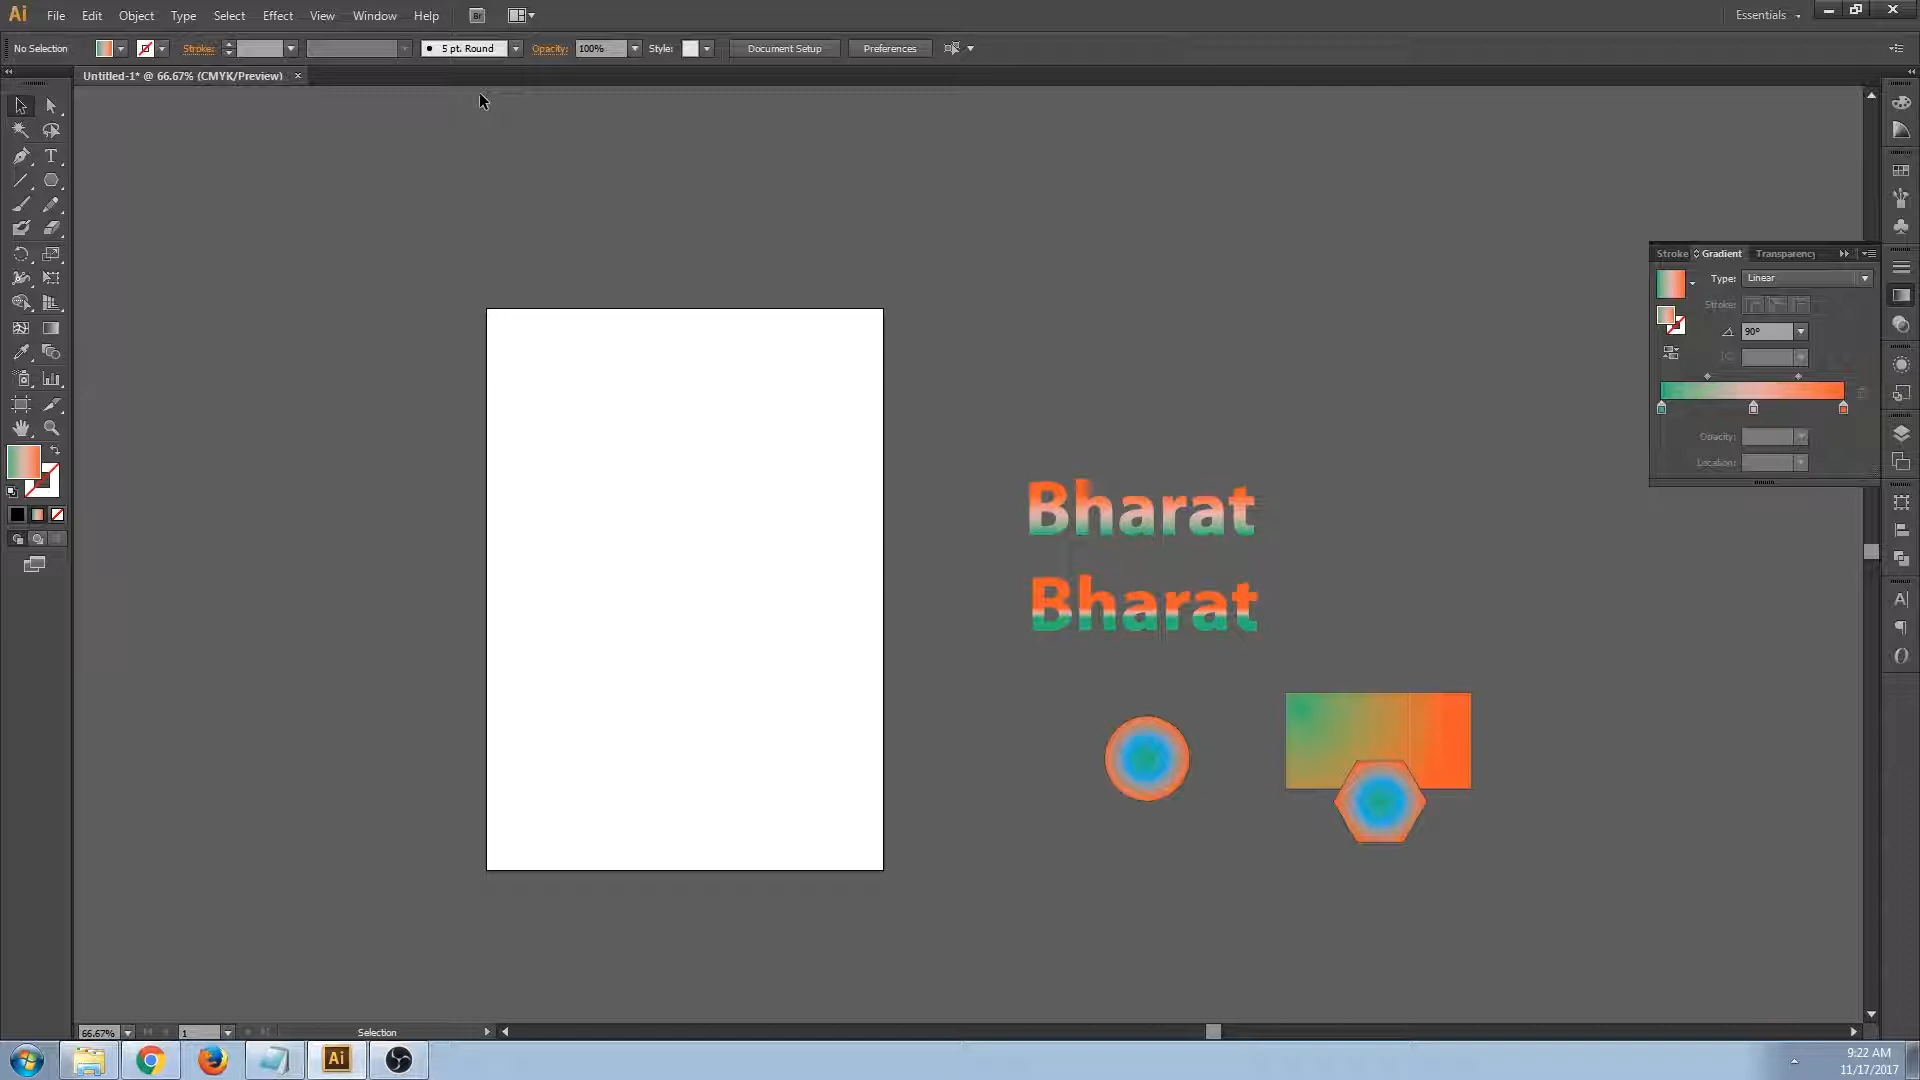 Ai File Edit Object Type Select Effect View Window Help Br Essentials
No Selection Stroke: 5 pt. Round Opacity: 100% Style: Document Setup Preferences
Untitled-1* @ 66.67% (CMYK/Preview) ×
Stroke Gradient Transparency
Type: Linear
Stroke:
90°
Opacity:
Location:
Bharat
Bharat
66.67% 1 Selection
Ai
9:22 AM
11/17/2017